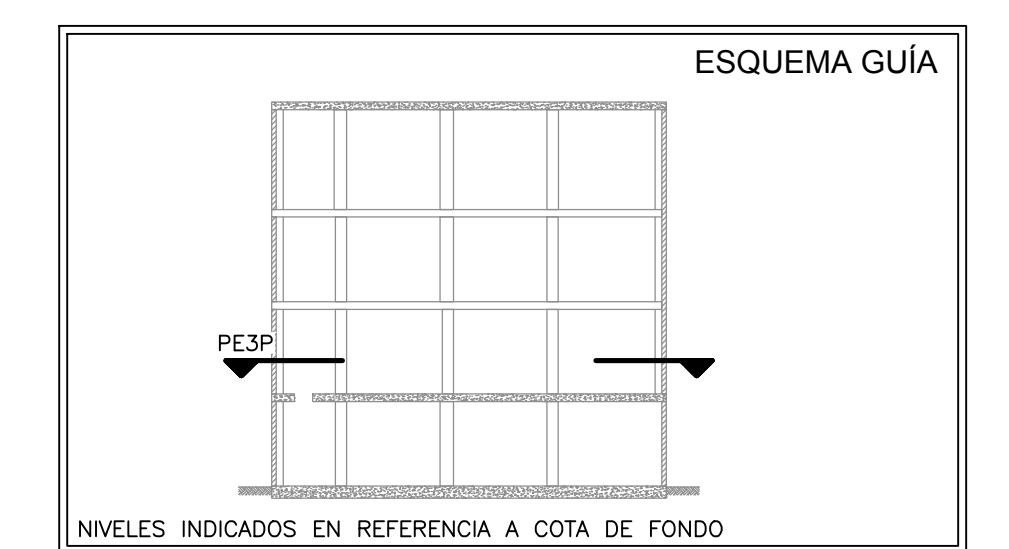 ESQUEMA GUÍA
PE3P
NIVELES INDICADOS EN REFERENCIA A COTA DE FONDO